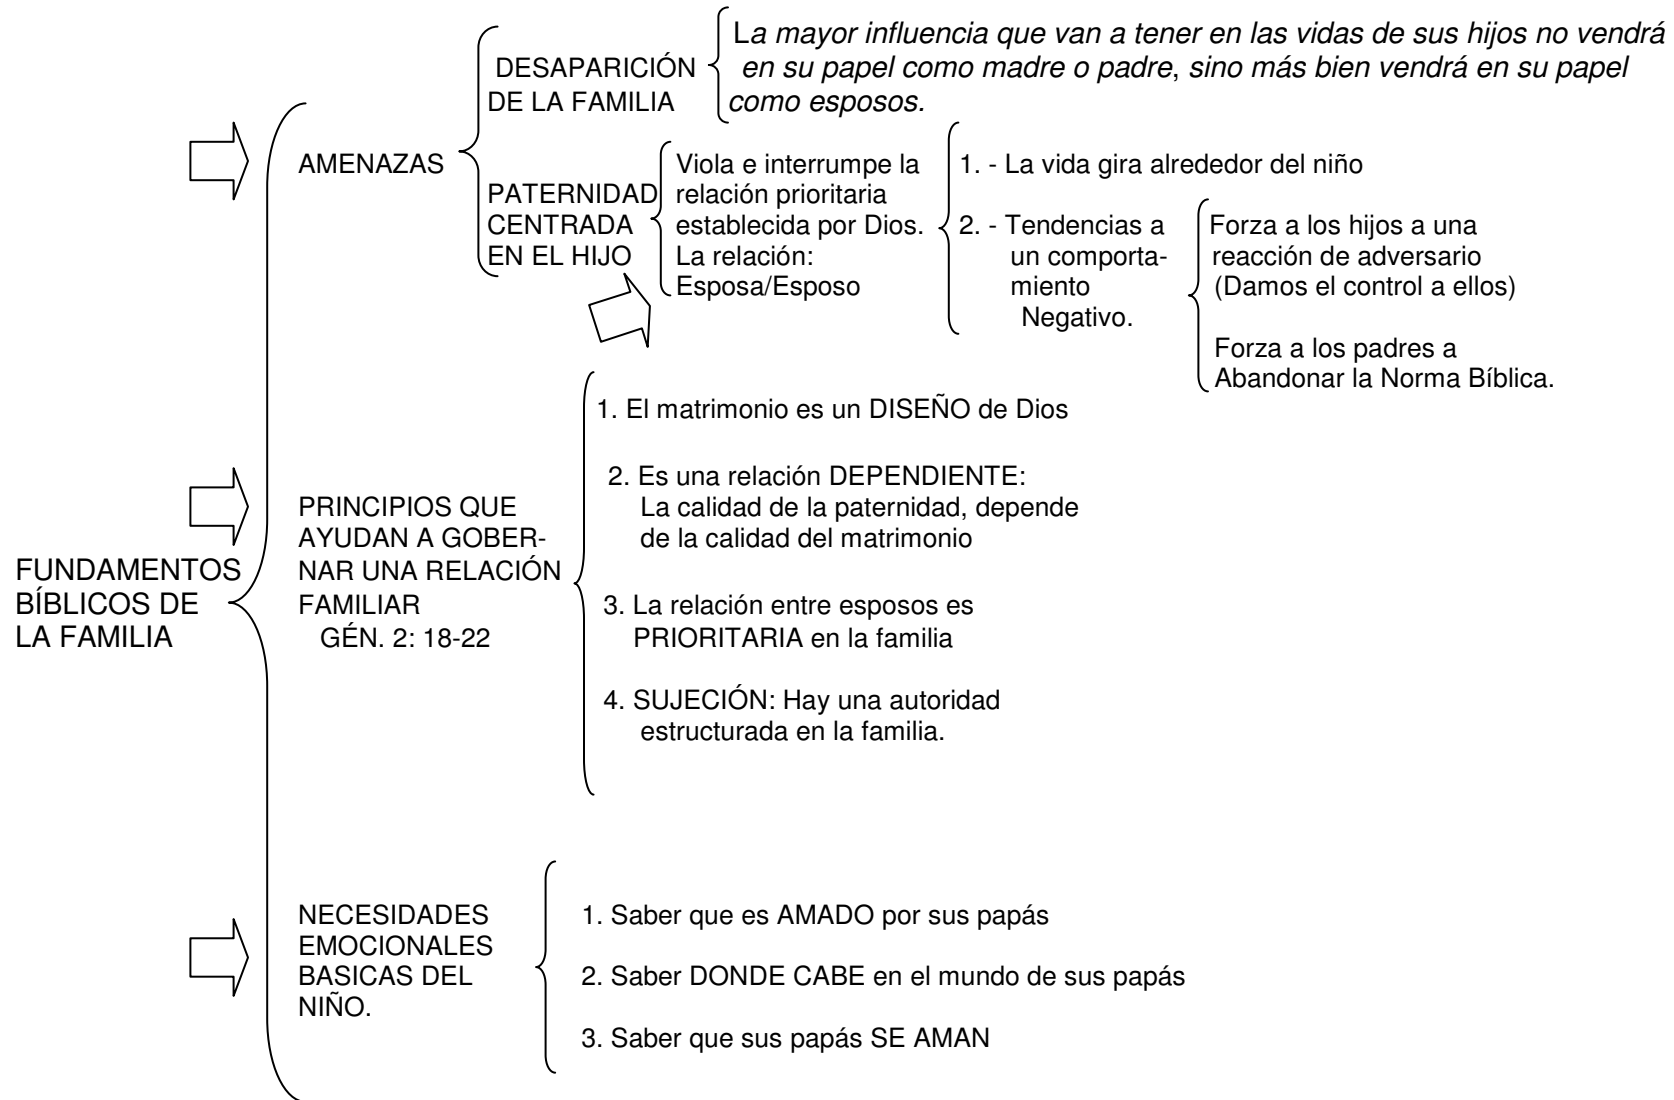 FUNDAMENTOS
BÍBLICOS DE
LA FAMILIA
AMENAZAS
DESAPARICIÓN
DE LA FAMILIA
La mayor influencia que van a tener en las vidas de sus hijos no vendrá
en su papel como madre o padre, sino más bien vendrá en su papel
como esposos.
PATERNIDAD
CENTRADA
EN EL HIJO
Viola e interrumpe la
relación prioritaria
establecida por Dios.
La relación:
Esposa/Esposo
1. - La vida gira alrededor del niño
2. - Tendencias a
un comporta-
miento
Negativo.
Forza a los hijos a una
reacción de adversario
(Damos el control a ellos)
Forza a los padres a
Abandonar la Norma Bíblica.
PRINCIPIOS QUE
AYUDAN A GOBER-
NAR UNA RELACIÓN
FAMILIAR
GÉN. 2: 18-22
1. El matrimonio es un DISEÑO de Dios
2. Es una relación DEPENDIENTE:
La calidad de la paternidad, depende
de la calidad del matrimonio
3. La relación entre esposos es
PRIORITARIA en la familia
4. SUJECIÓN: Hay una autoridad
estructurada en la familia.
NECESIDADES
EMOCIONALES
BASICAS DEL
NIÑO.
1. Saber que es AMADO por sus papás
2. Saber DONDE CABE en el mundo de sus papás
3. Saber que sus papás SE AMAN